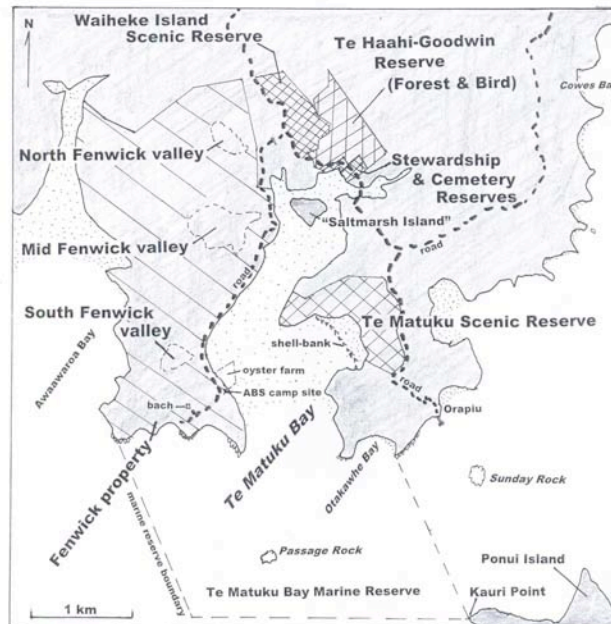 N
Waiheke Island
Scenic Reserve
Te Haahi-Goodwin
Reserve
(Forest & Bird)
Cowes Ba
North Fenwick valley
Stewardship
& Cemetery
Reserves
"Saltmarsh Island"
Mid Fenwick valley
road
road
South Fenwick
valley
Te Matuku Scenic Reserve
shell-bank
Awaawaroa Bay
oyster farm
ABS camp site
road
bach
Orapiu
Fenwick property
marine reserve boundary
Te Matuku Bay
Otakawhe Bay
Sunday Rock
Passage Rock
Ponui Island
Te Matuku Bay Marine Reserve
Kauri Point
1 km